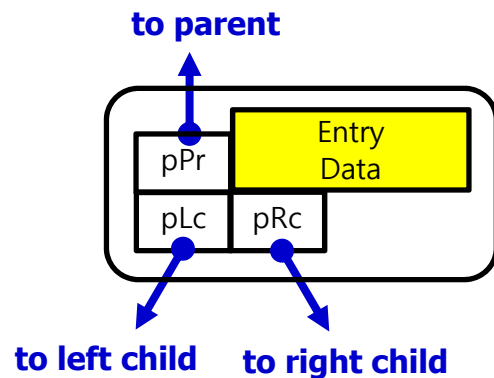 to parent
Entry
Data
pPr
pLc pRc
to left child to right child